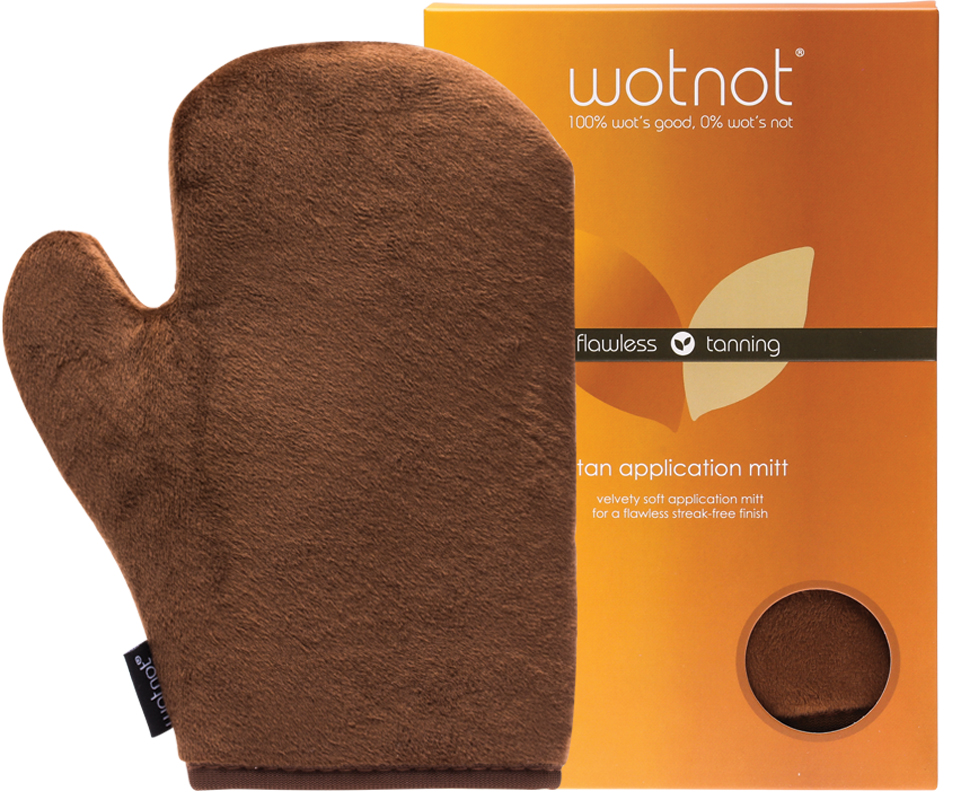 wotnot®
100% wot's good, 0% wot's not
flawless tanning
tan application mitt
velvety soft application mitt
for a flawless streak-free finish
wotnot®